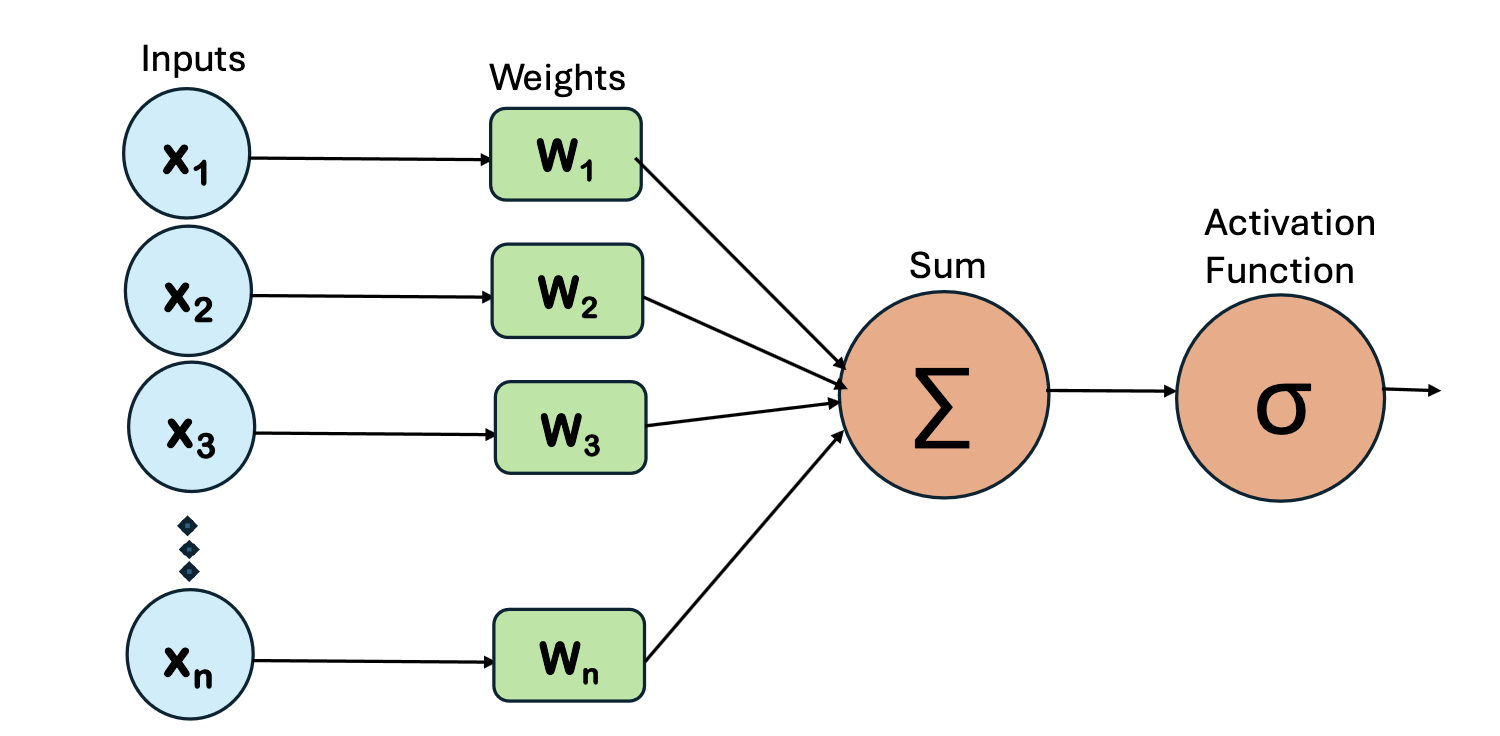 Inputs
Weights
x₁
W₁
x₂
W₂
x₃
W₃
xₙ
Wₙ
Sum
Σ
Activation
Function
σ